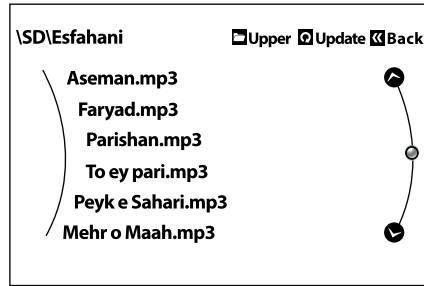 \SD\Esfahani Upper Update Back
Aseman.mp3
Faryad.mp3
Parishan.mp3
To ey pari.mp3
Peyk e Sahari.mp3
Mehr o Maah.mp3